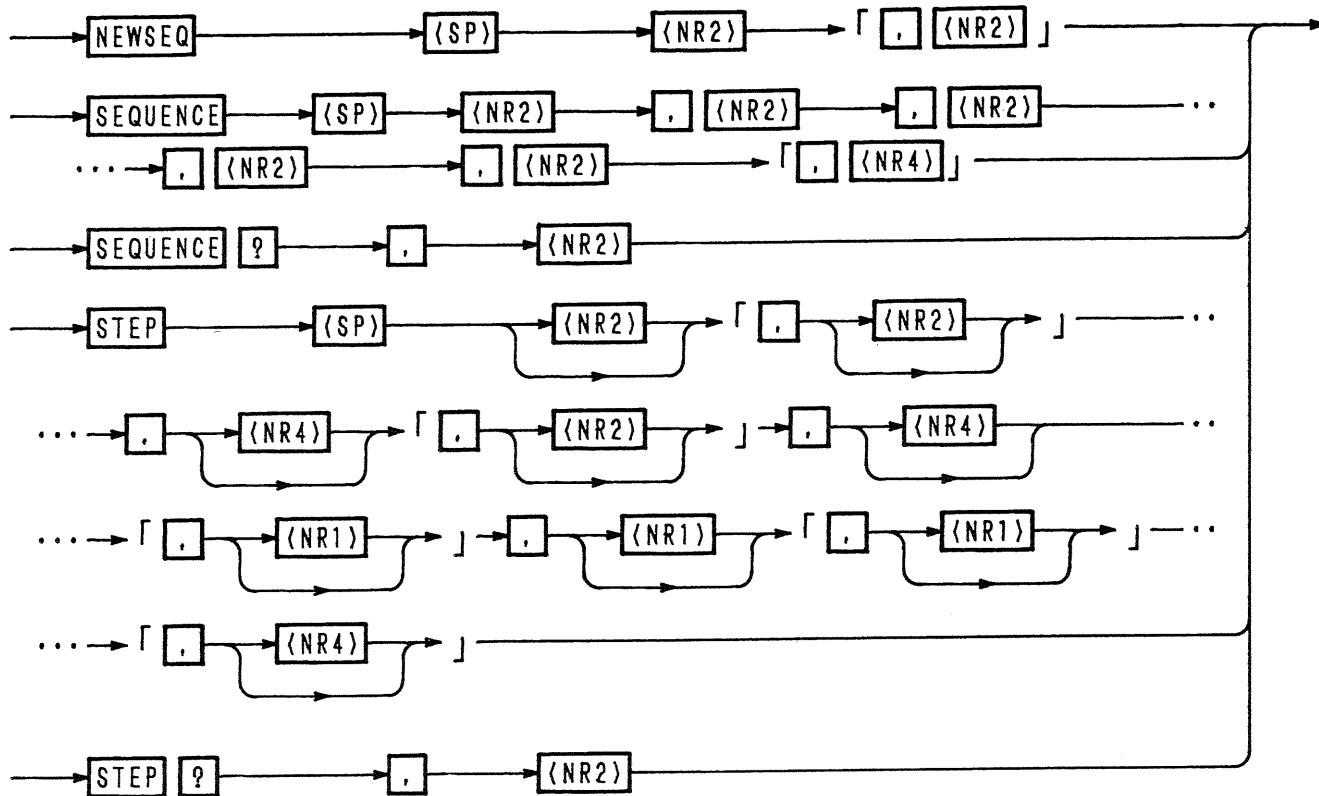 NEWSEQ ⟨SP⟩ ⟨NR2⟩ ｢ , ⟨NR2⟩ ｣
SEQUENCE ⟨SP⟩ ⟨NR2⟩ , ⟨NR2⟩ , ⟨NR2⟩ ··
··· , ⟨NR2⟩ , ⟨NR2⟩ ｢ , ⟨NR4⟩ ｣
SEQUENCE ? , ⟨NR2⟩
STEP ⟨SP⟩ ⟨NR2⟩ ｢ , ⟨NR2⟩ ｣ ··
··· , ⟨NR4⟩ ｢ , ⟨NR2⟩ ｣ , ⟨NR4⟩ ··
··· ｢ , ⟨NR1⟩ ｣ , ⟨NR1⟩ ｢ , ⟨NR1⟩ ｣ ··
··· ｢ , ⟨NR4⟩ ｣
STEP ? , ⟨NR2⟩